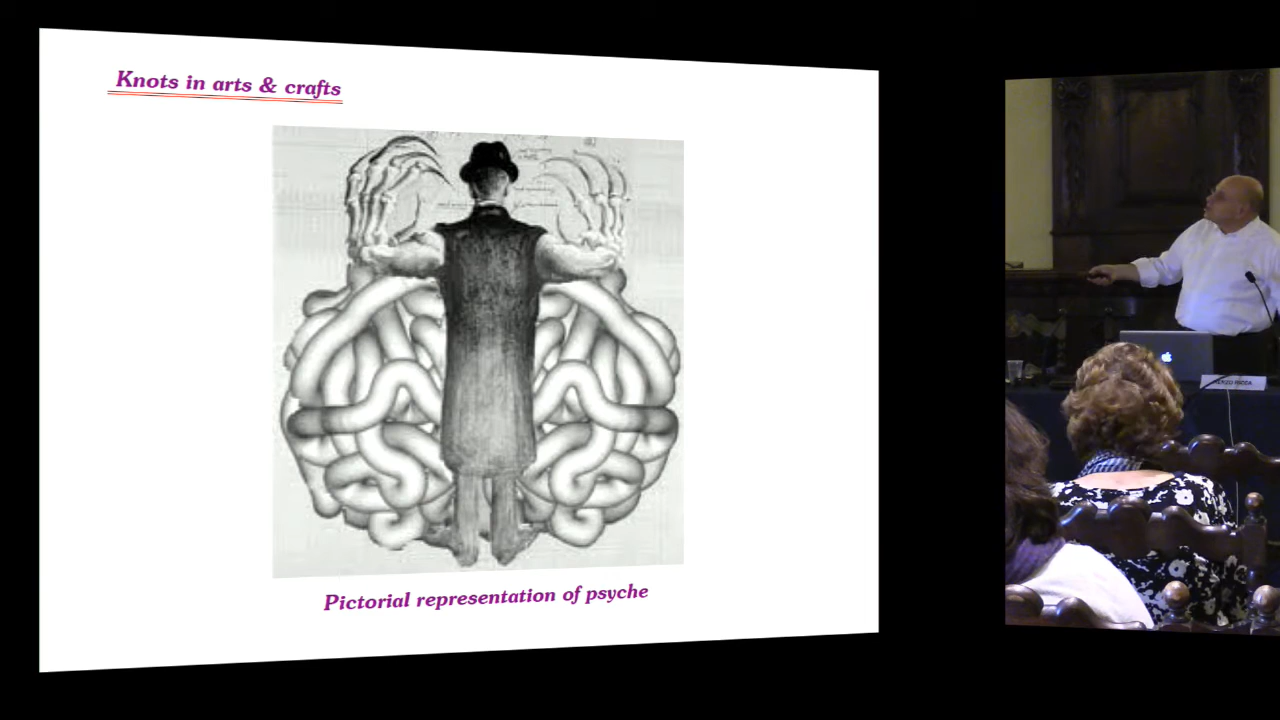 Knots in arts & crafts
Pictorial representation of psyche